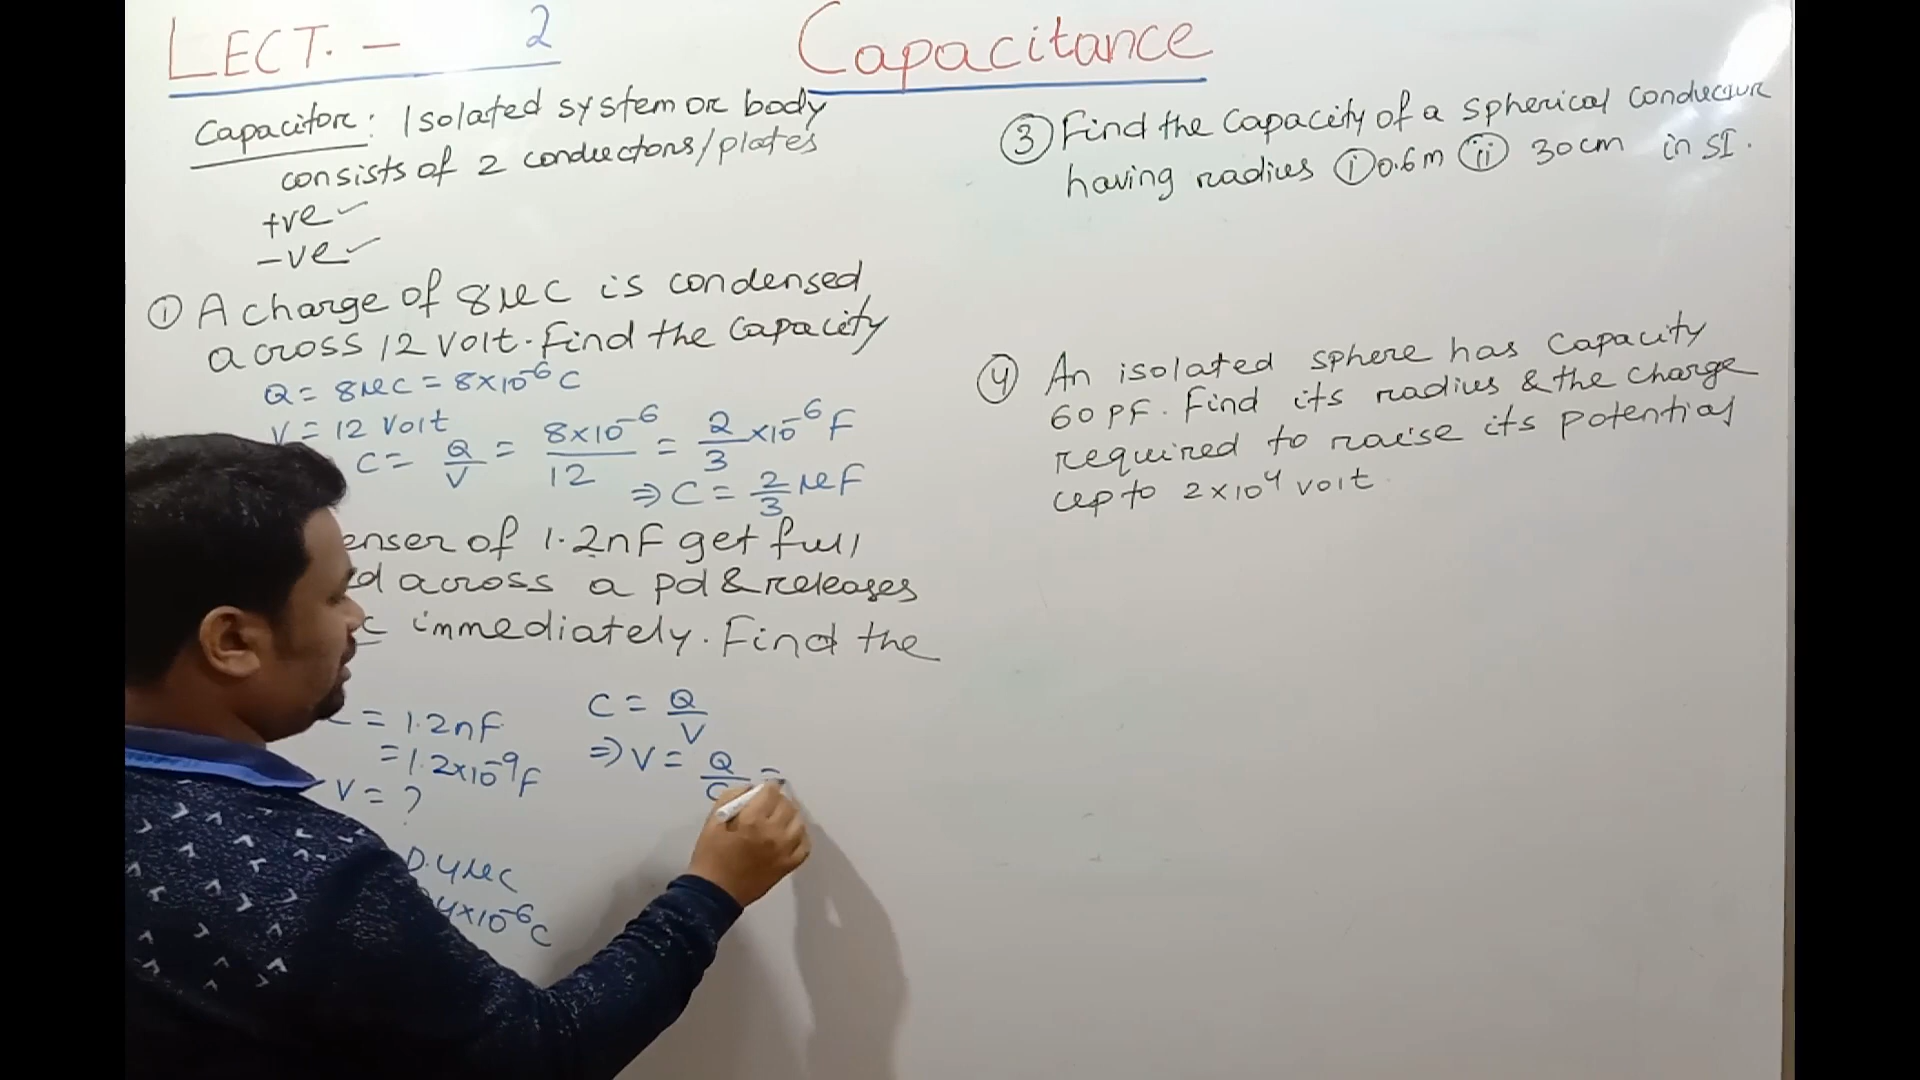 LECT. - 2
Capacitance
Capacitor: Isolated system or body
consists of 2 conductors/plates
+ve ✓
-ve ✓
① A charge of 8μC is condensed
across 12 volt. Find the capacity
Q = 8μC = 8×10⁻⁶ C
V = 12 volt
C = Q/V = 8×10⁻⁶/12 = 2/3 ×10⁻⁶ F
⇒ C = 2/3 μF
enser of 1.2nF get full
d across a pd & releases
C immediately. Find the
C = 1.2nF
= 1.2×10⁻⁹F
V = ?
0.4μC
4×10⁻⁶C
C = Q/V
⇒ V = Q/C =
③ Find the capacity of a spherical conductor
having radius ⓘ 0.6m ⓘⓘ 30cm in SI.
④ An isolated sphere has capacity
60 PF. Find its radius & the charge
required to raise its potential
up to 2×10⁴ volt.